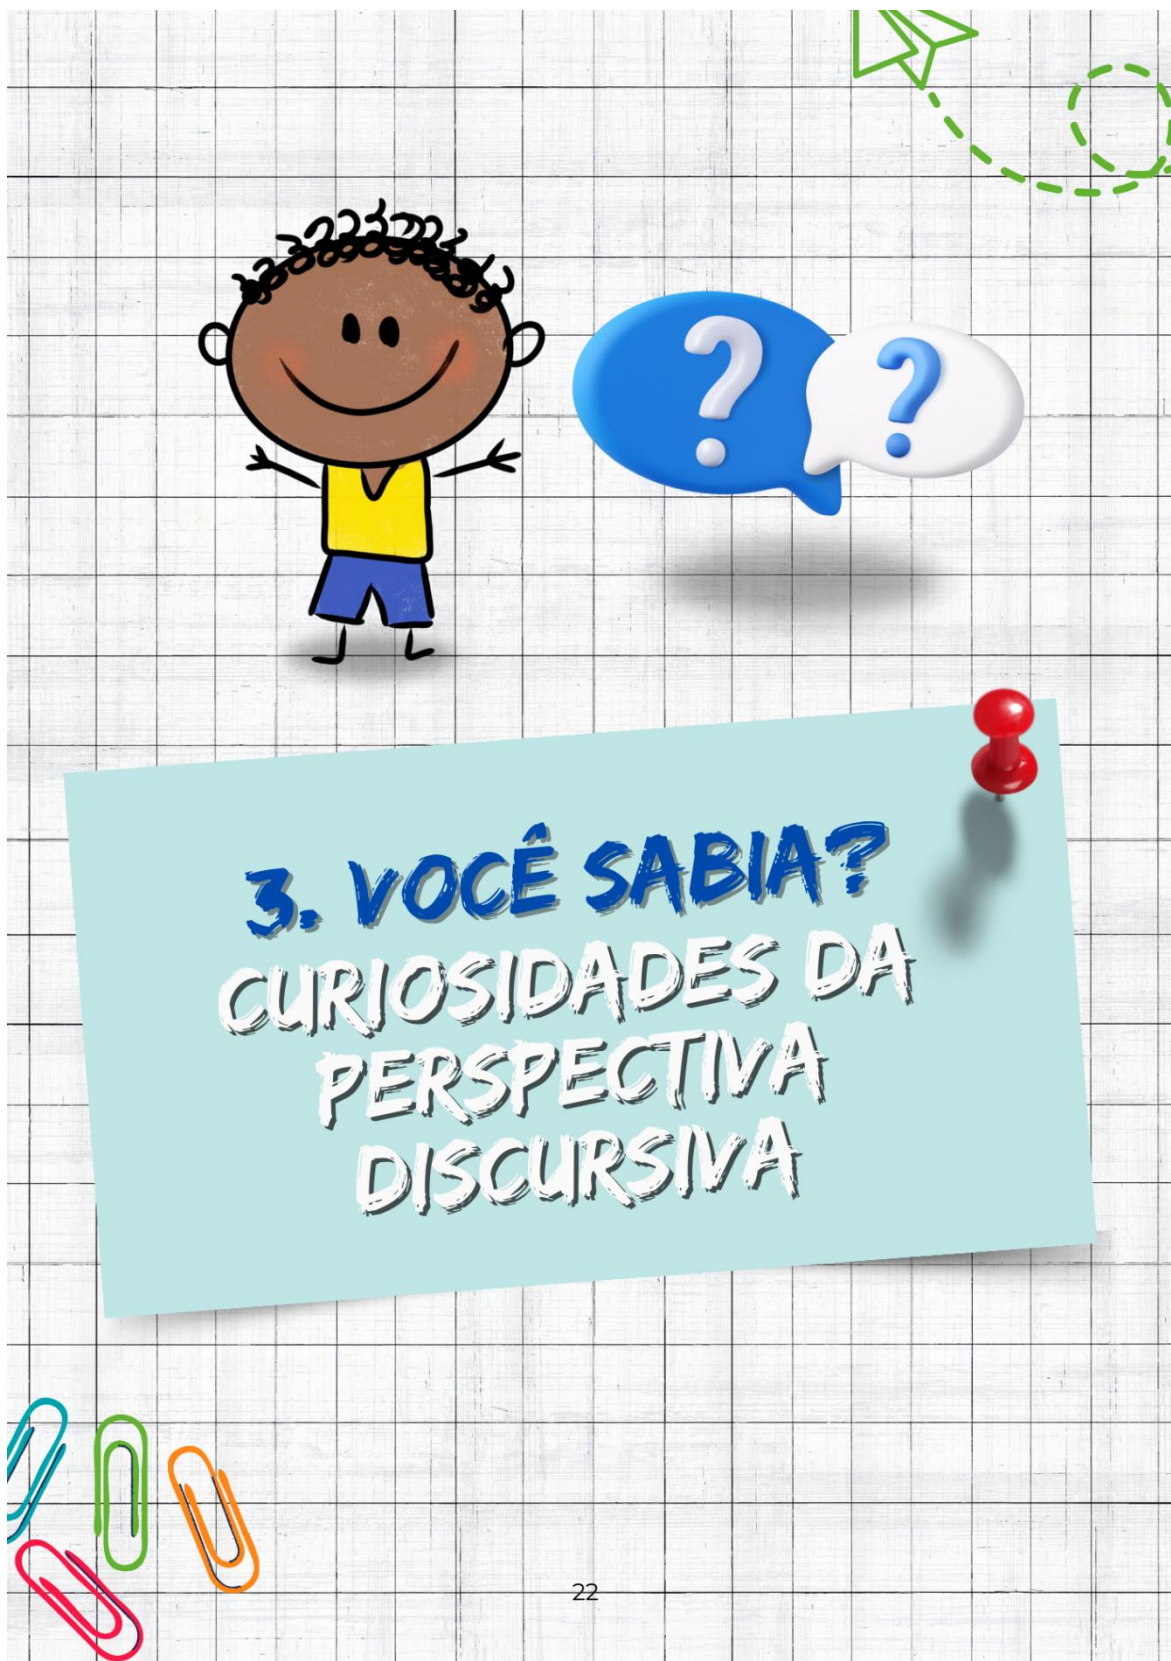 ? ?
3. VOCÊ SABIA?
CURIOSIDADES DA
PERSPECTIVA
DISCURSIVA
22